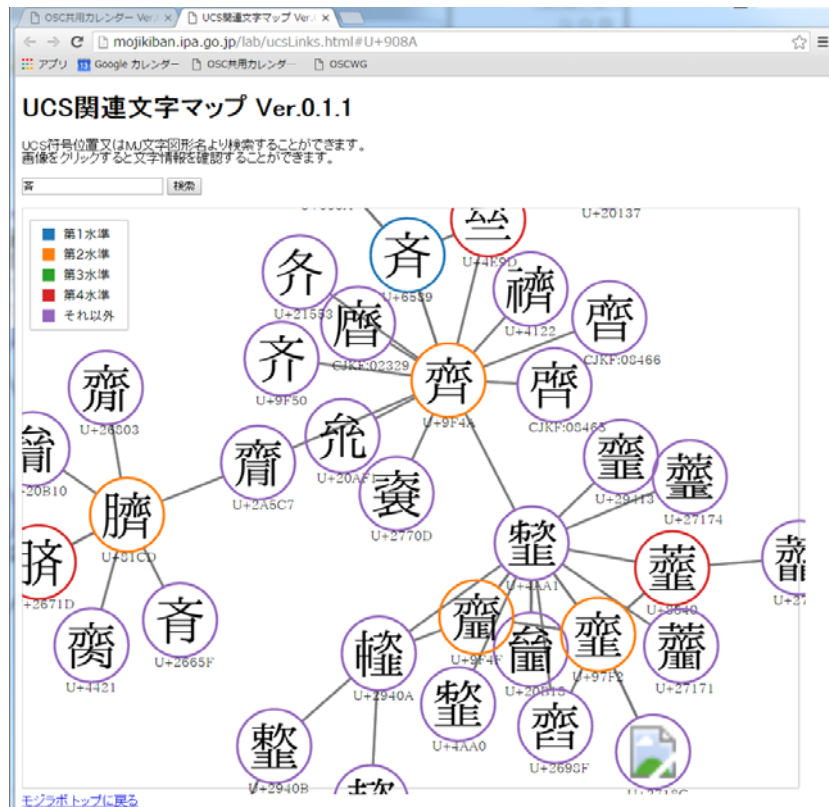 OSC共用カレンダー Ver.
UCS関連文字マップ Ver.
mojikiban.ipa.go.jp/lab/ucsLinks.html#U+908A
アプリ Google カレンダー OSC共用カレンダー OSCWG
UCS関連文字マップ Ver.0.1.1
UCS符号位置又はMJ文字図形名より検索することができます。
画像をクリックすると文字情報を確認することができます。
斉 検索
第1水準
第2水準
第3水準
第4水準
それ以外
U+20137
斉
U+6589
亝
U+4E9D
U+21553
U+4122
CJKF:02329
CJKF:08466
齐
U+9F50
齊
U+9F4A
CJKF:08465
U+26803
U+20AF1
U+2A5C7
U+2770D
U+29413
U+27174
-20B10
臍
U+81CD
U+4AA1
U+2671D
U+2665F
U+4421
齏
U+9F4F
U+20B13
韲
U+97F2
U+27171
U+2940A
U+4AA0
U+2698F
U+2940B
モジラボトップに戻る